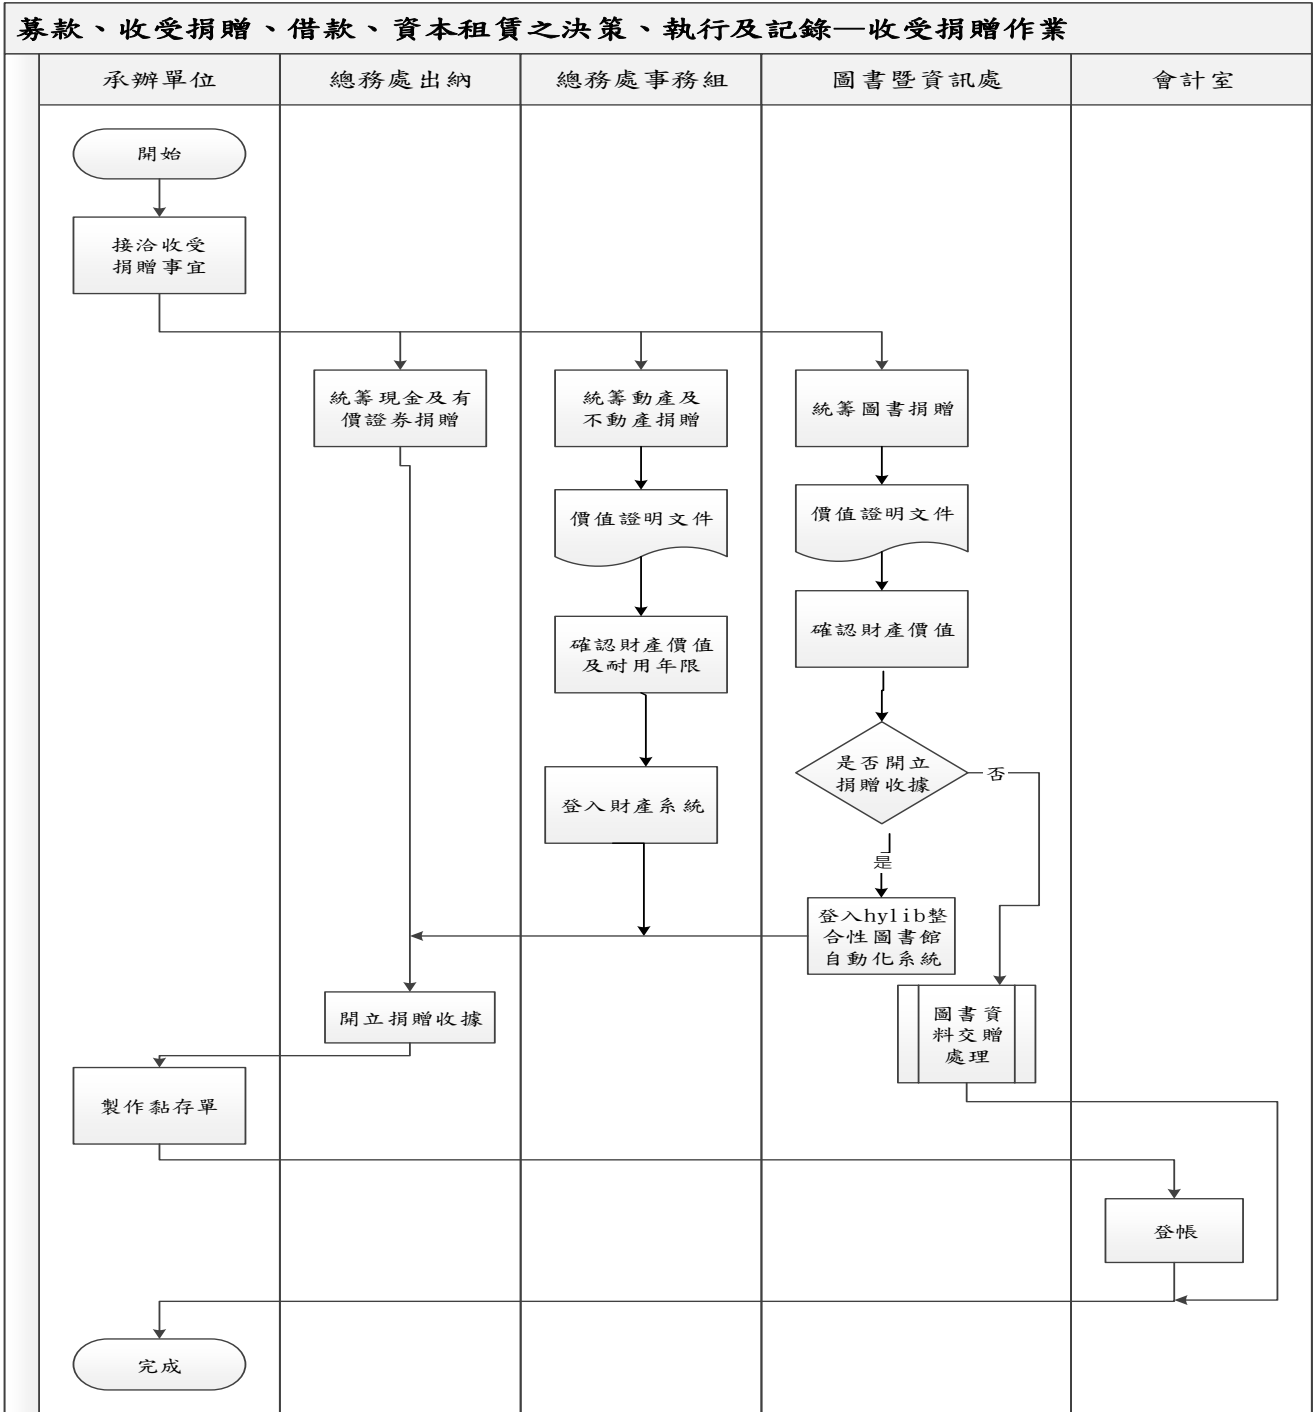 募款、收受捐贈、借款、資本租賃之決策、執行及記錄—收受捐贈作業
承辦單位
總務處出納
總務處事務組
圖書暨資訊處
會計室
開始
接洽收受
捐贈事宜
統籌現金及有
價證券捐贈
統籌動產及
不動產捐贈
統籌圖書捐贈
價值證明文件
價值證明文件
確認財產價值
及耐用年限
確認財產價值
是否開立
捐贈收據
否
登入財產系統
是
登入hylib整
合性圖書館
自動化系統
開立捐贈收據
圖書資
料交贈
處理
製作黏存單
登帳
完成